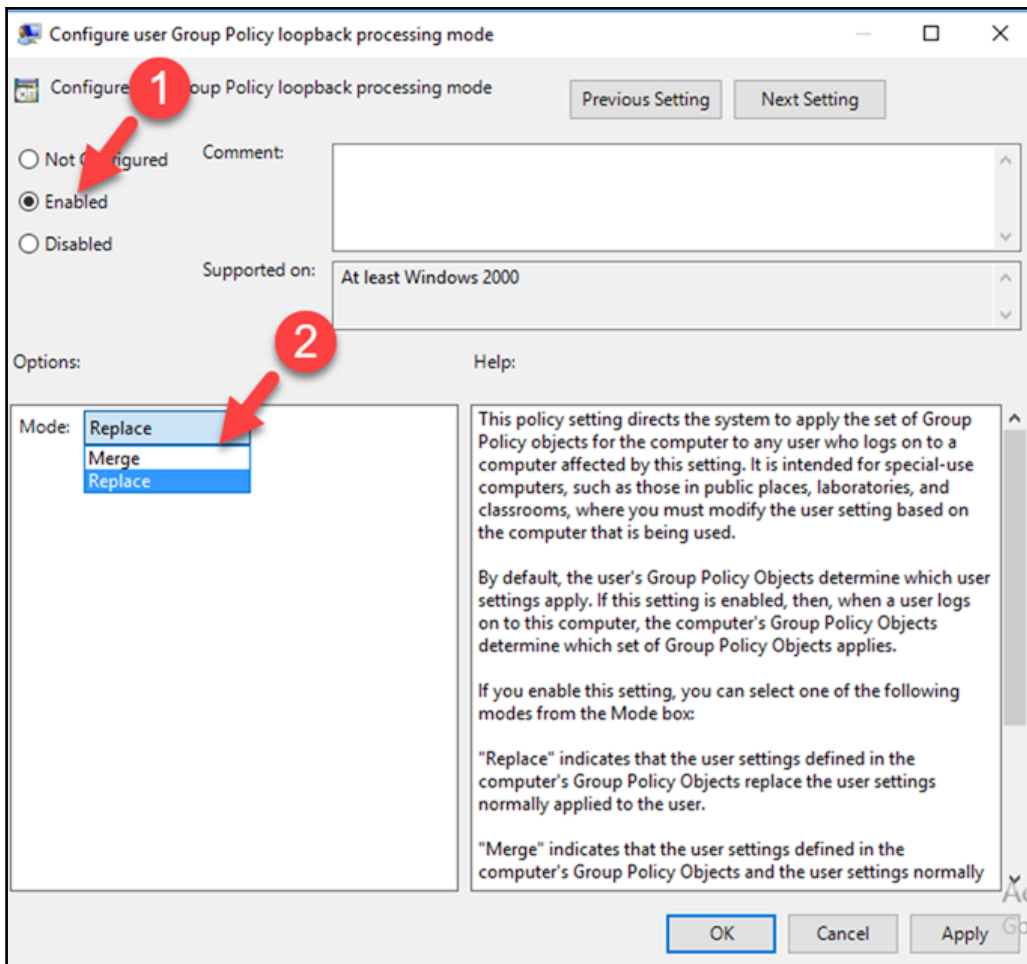 Configure user Group Policy loopback processing mode
Configure oup Policy loopback processing mode
1
Previous Setting
Next Setting
Not Configured
Comment:
Enabled
Disabled
Supported on:
At least Windows 2000
2
Options:
Help:
Mode:
Replace
Merge
Replace
This policy setting directs the system to apply the set of Group
Policy objects for the computer to any user who logs on to a
computer affected by this setting. It is intended for special-use
computers, such as those in public places, laboratories, and
classrooms, where you must modify the user setting based on
the computer that is being used.
By default, the user's Group Policy Objects determine which user
settings apply. If this setting is enabled, then, when a user logs
on to this computer, the computer's Group Policy Objects
determine which set of Group Policy Objects applies.
If you enable this setting, you can select one of the following
modes from the Mode box:
"Replace" indicates that the user settings defined in the
computer's Group Policy Objects replace the user settings
normally applied to the user.
"Merge" indicates that the user settings defined in the
computer's Group Policy Objects and the user settings normally
OK
Cancel
Apply